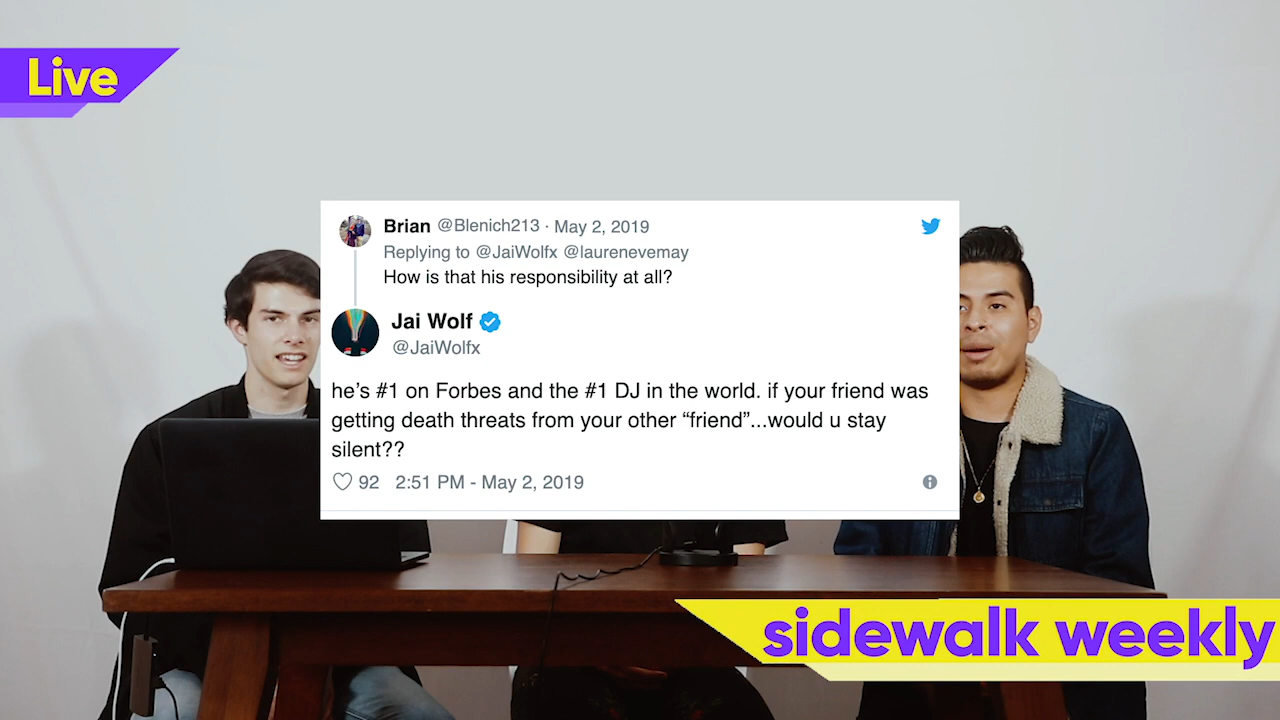 Live
Brian @Blenich213 · May 2, 2019
Replying to @JaiWolfx @laurenevemay
How is that his responsibility at all?
Jai Wolf
@JaiWolfx
he’s #1 on Forbes and the #1 DJ in the world. if your friend was
getting death threats from your other “friend”...would u stay
silent??
92 2:51 PM - May 2, 2019
sidewalk weekly